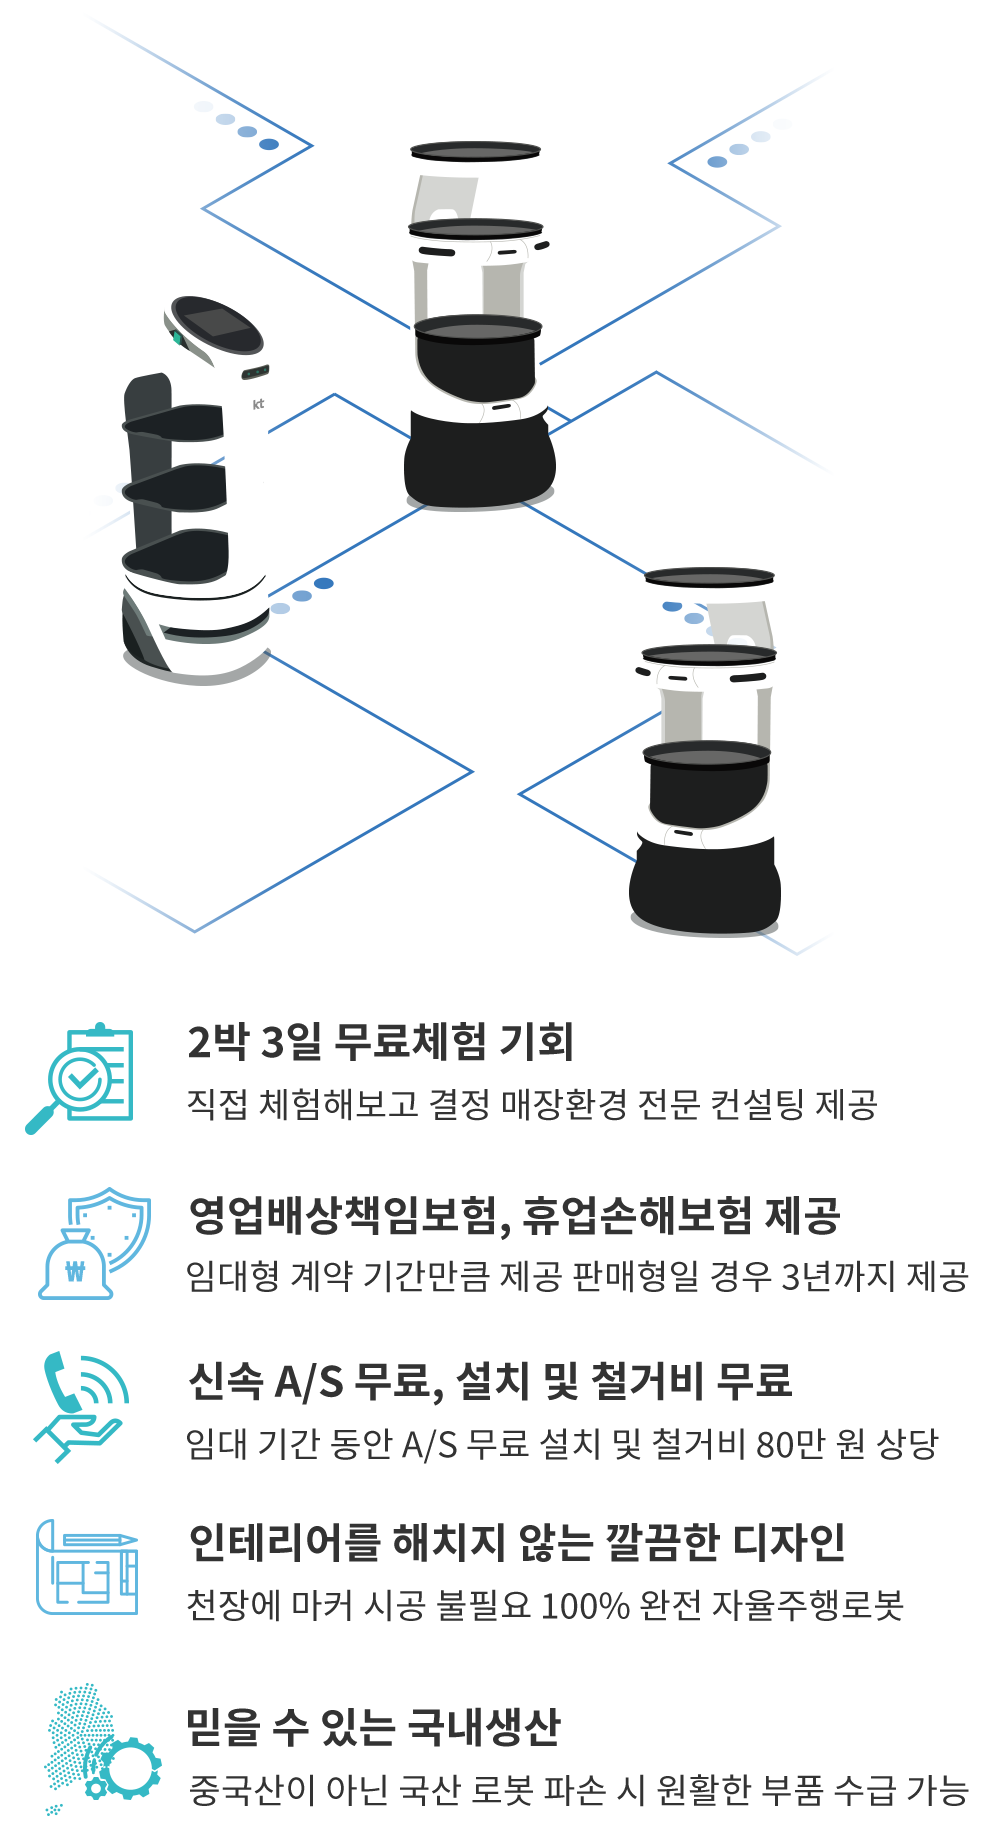 kt
2박 3일 무료체험 기회
직접 체험해보고 결정 매장환경 전문 컨설팅 제공
영업배상책임보험, 휴업손해보험 제공
임대형 계약 기간만큼 제공 판매형일 경우 3년까지 제공
신속 A/S 무료, 설치 및 철거비 무료
임대 기간 동안 A/S 무료 설치 및 철거비 80만 원 상당
인테리어를 해치지 않는 깔끔한 디자인
천장에 마커 시공 불필요 100% 완전 자율주행로봇
믿을 수 있는 국내생산
중국산이 아닌 국산 로봇 파손 시 원활한 부품 수급 가능